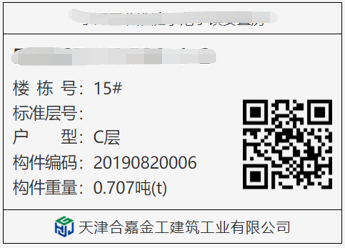 楼栋号：15#
标准层号：
户型：C层
构件编码：20190820006
构件重量：0.707吨(t)
天津合嘉金工建筑工业有限公司